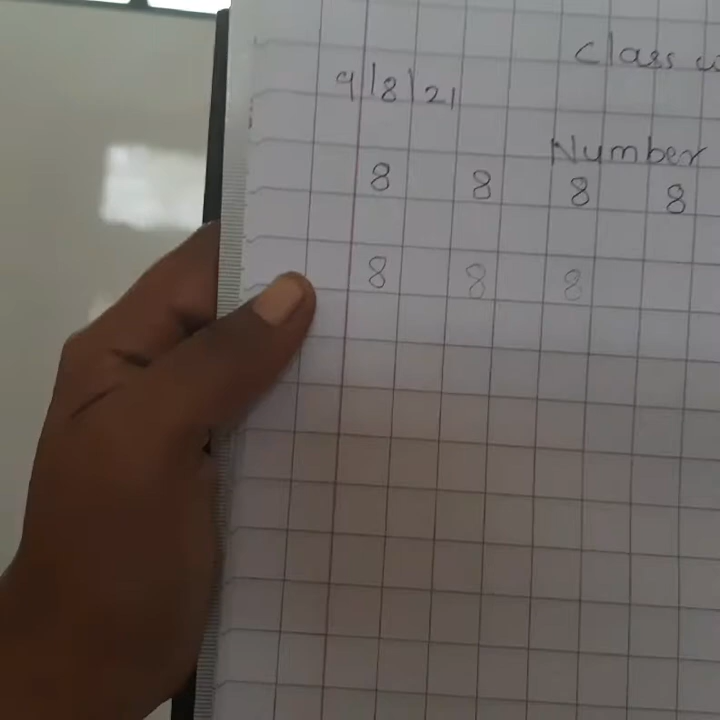 Class
9/8/21
Number
8 8 8 8
8 8 8